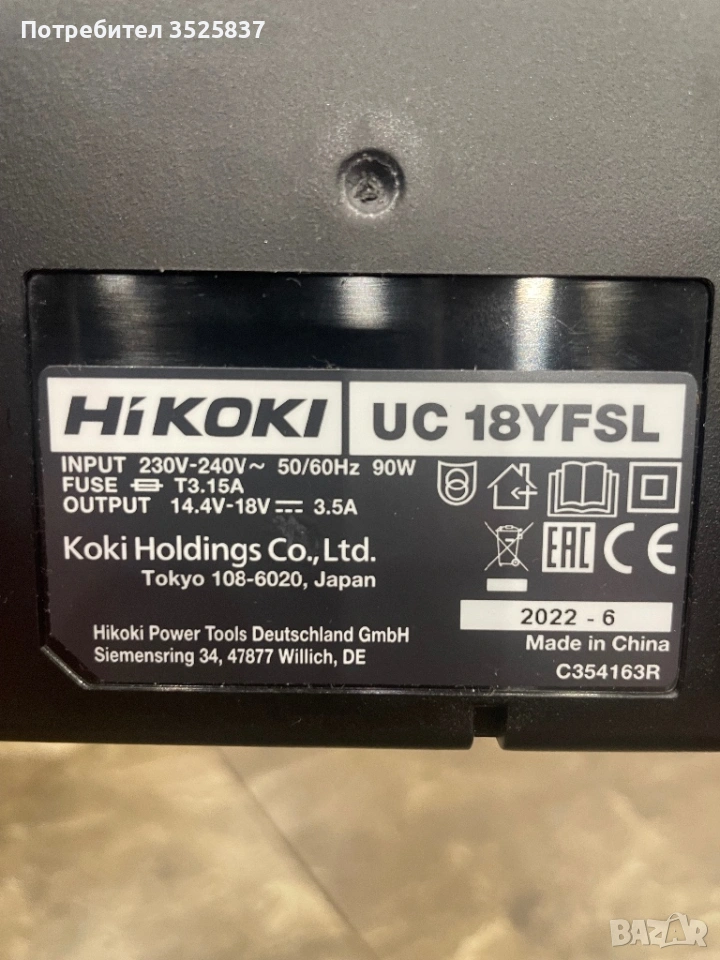 Потребител 3525837
HiKOKI
UC 18YFSL
INPUT 230V-240V~ 50/60Hz 90W
FUSE T3.15A
OUTPUT 14.4V-18V⎓ 3.5A
Koki Holdings Co., Ltd.
Tokyo 108-6020, Japan
EAC CE
2022 - 6
Hikoki Power Tools Deutschland GmbH
Siemensring 34, 47877 Willich, DE
Made in China
C354163R
BAZAR